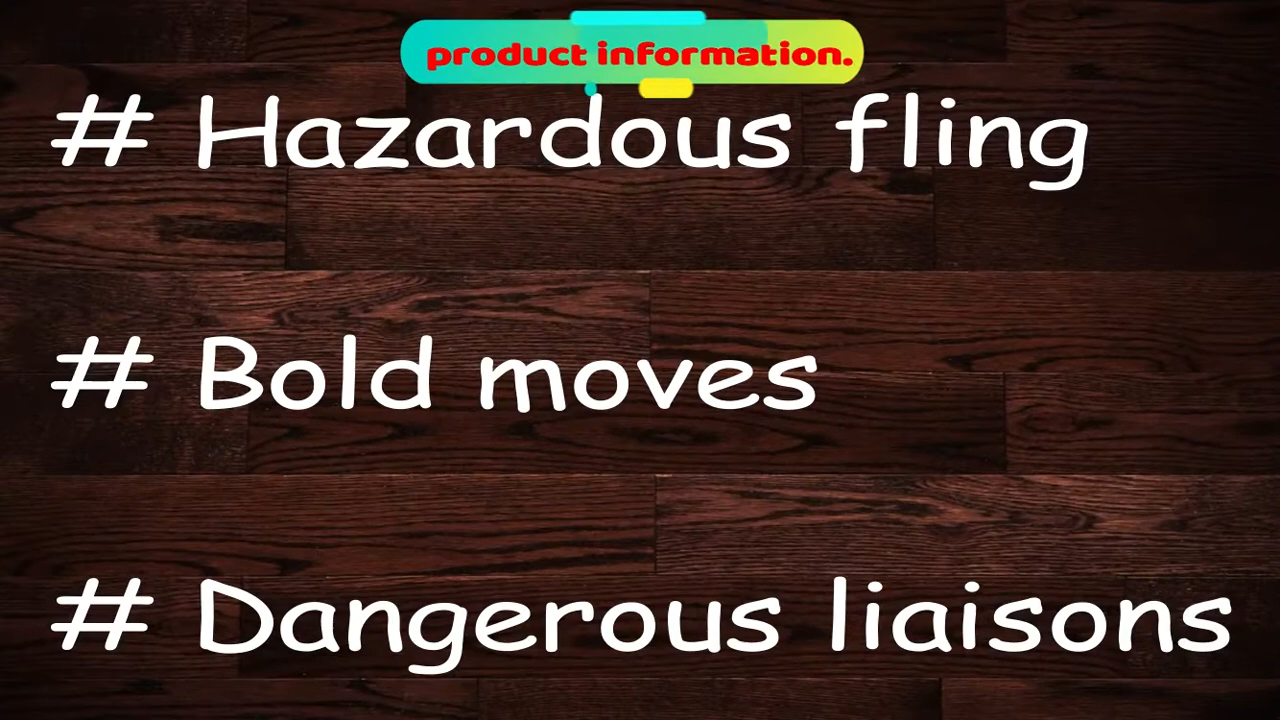 product information.
# Hazardous fling
# Bold moves
# Dangerous liaisons